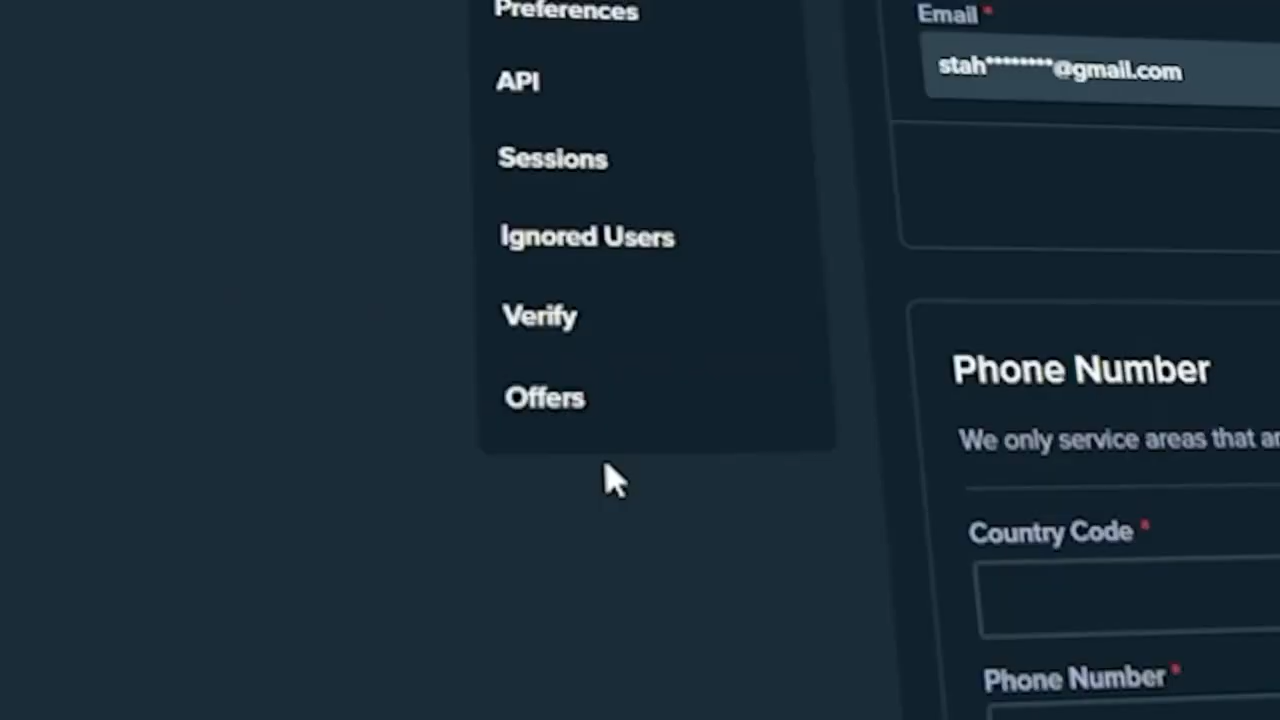 Preferences
API
Sessions
Ignored Users
Verify
Offers
Email *
stah********@gmail.com
Phone Number
We only service areas that
Country Code *
Phone Number *